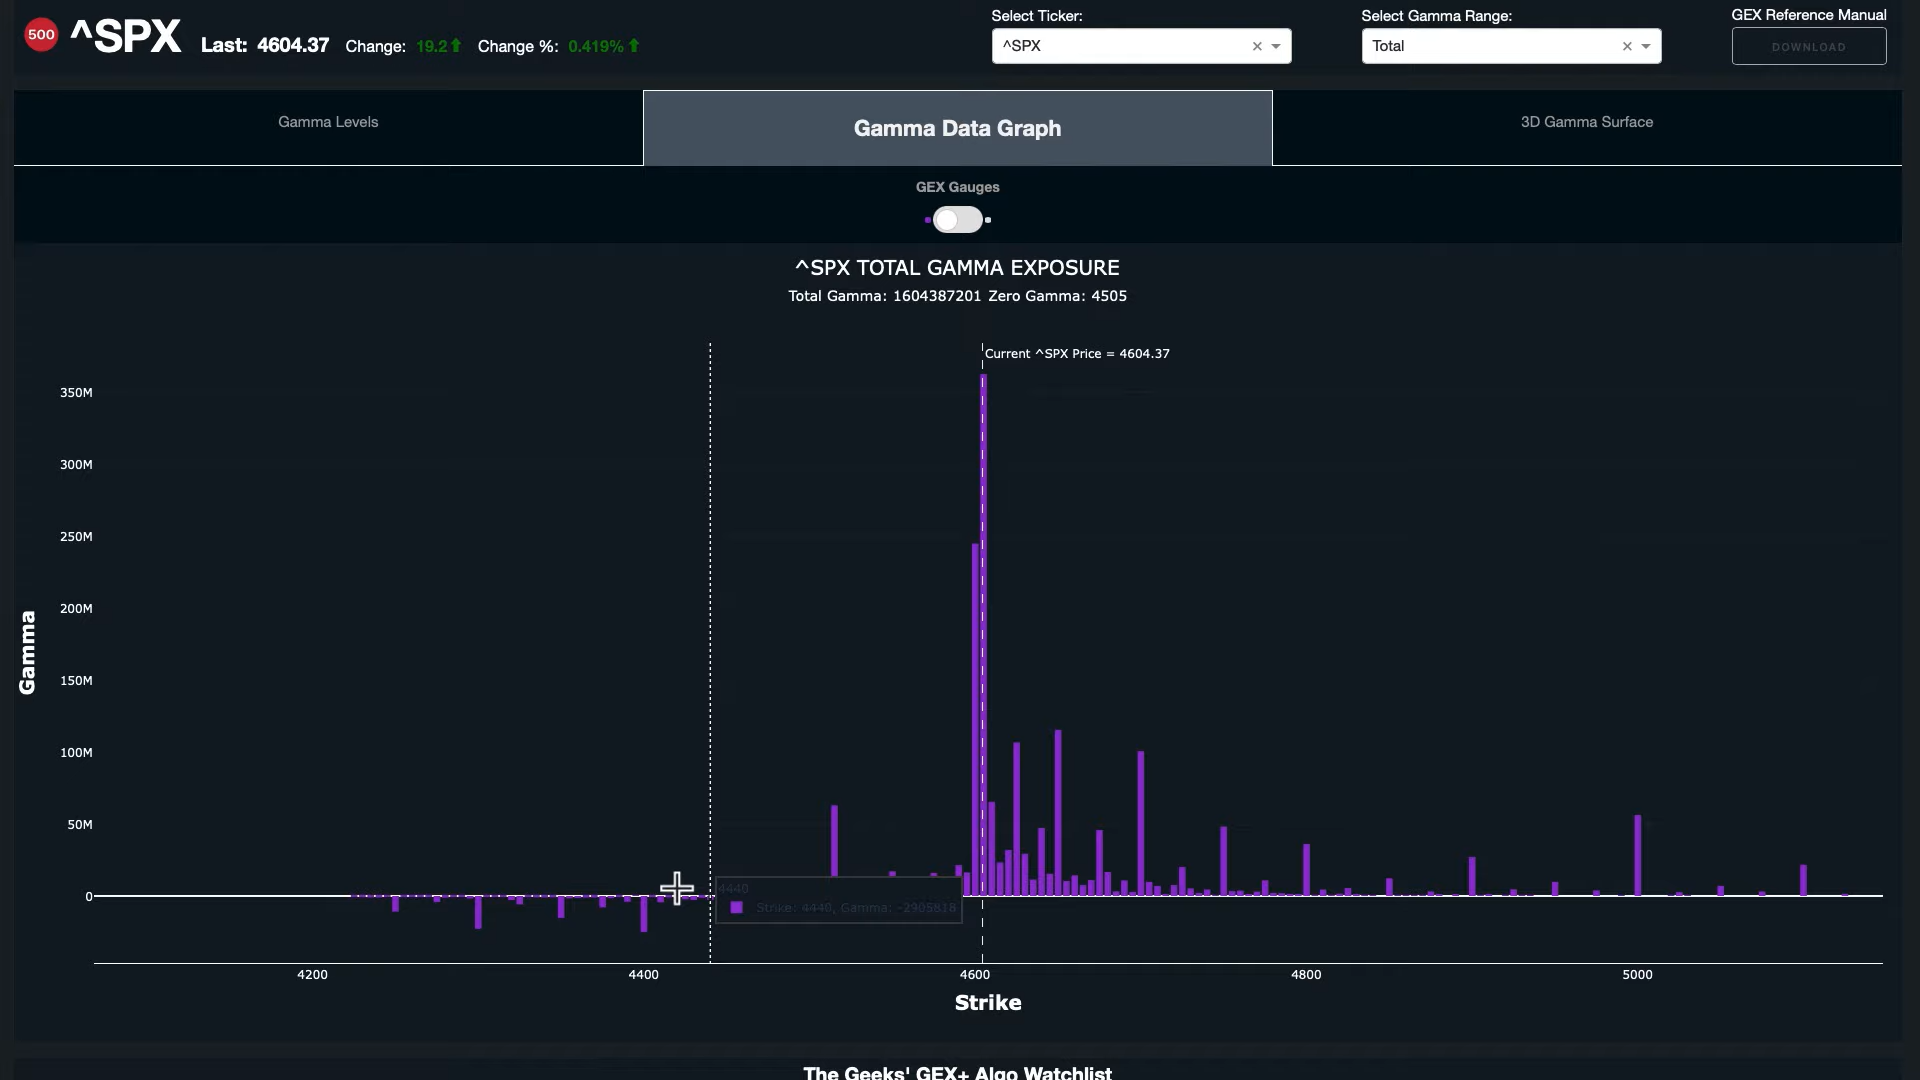 500 ^SPX Last: 4604.37 Change: 19.2 Change %: 0.419%
Select Ticker:
^SPX
Select Gamma Range:
Total
GEX Reference Manual
DOWNLOAD
Gamma Levels
Gamma Data Graph
3D Gamma Surface
GEX Gauges
^SPX TOTAL GAMMA EXPOSURE
Total Gamma: 1604387201 Zero Gamma: 4505
Current ^SPX Price = 4604.37
350M
300M
250M
200M
150M
100M
50M
0
Gamma
4440
Strike: 4440, Gamma: -2905818
4200
4400
4600
4800
5000
Strike
The Geeks' GEX+ Algo Watchlist